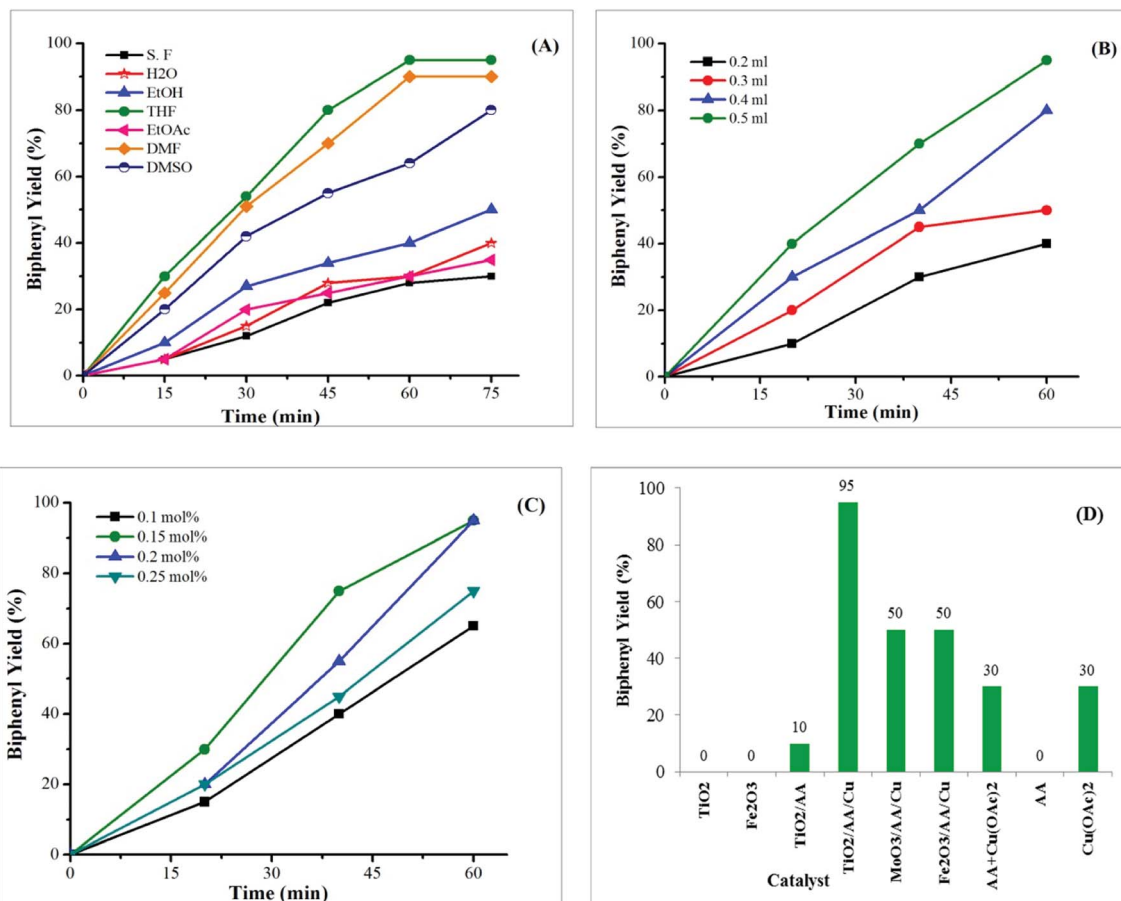 (A)
S. F
H2O
EtOH
THF
EtOAc
DMF
DMSO
100
80
60
40
20
0
Biphenyl Yield (%)
0 15 30 45 60 75
Time (min)
(B)
0.2 ml
0.3 ml
0.4 ml
0.5 ml
100
80
60
40
20
0
Biphenyl Yield (%)
0 15 30 45 60
Time (min)
(C)
0.1 mol%
0.15 mol%
0.2 mol%
0.25 mol%
100
80
60
40
20
0
Biphenyl Yield (%)
0 15 30 45 60
Time (min)
(D)
100
80
60
40
20
0
Biphenyl Yield (%)
0 0 10 95 50 50 30 0 30
TiO2
Fe2O3
TiO2/AA
TiO2/AA/Cu
MoO3/AA/Cu
Fe2O3/AA/Cu
AA+Cu(OAc)2
AA
Cu(OAc)2
Catalyst